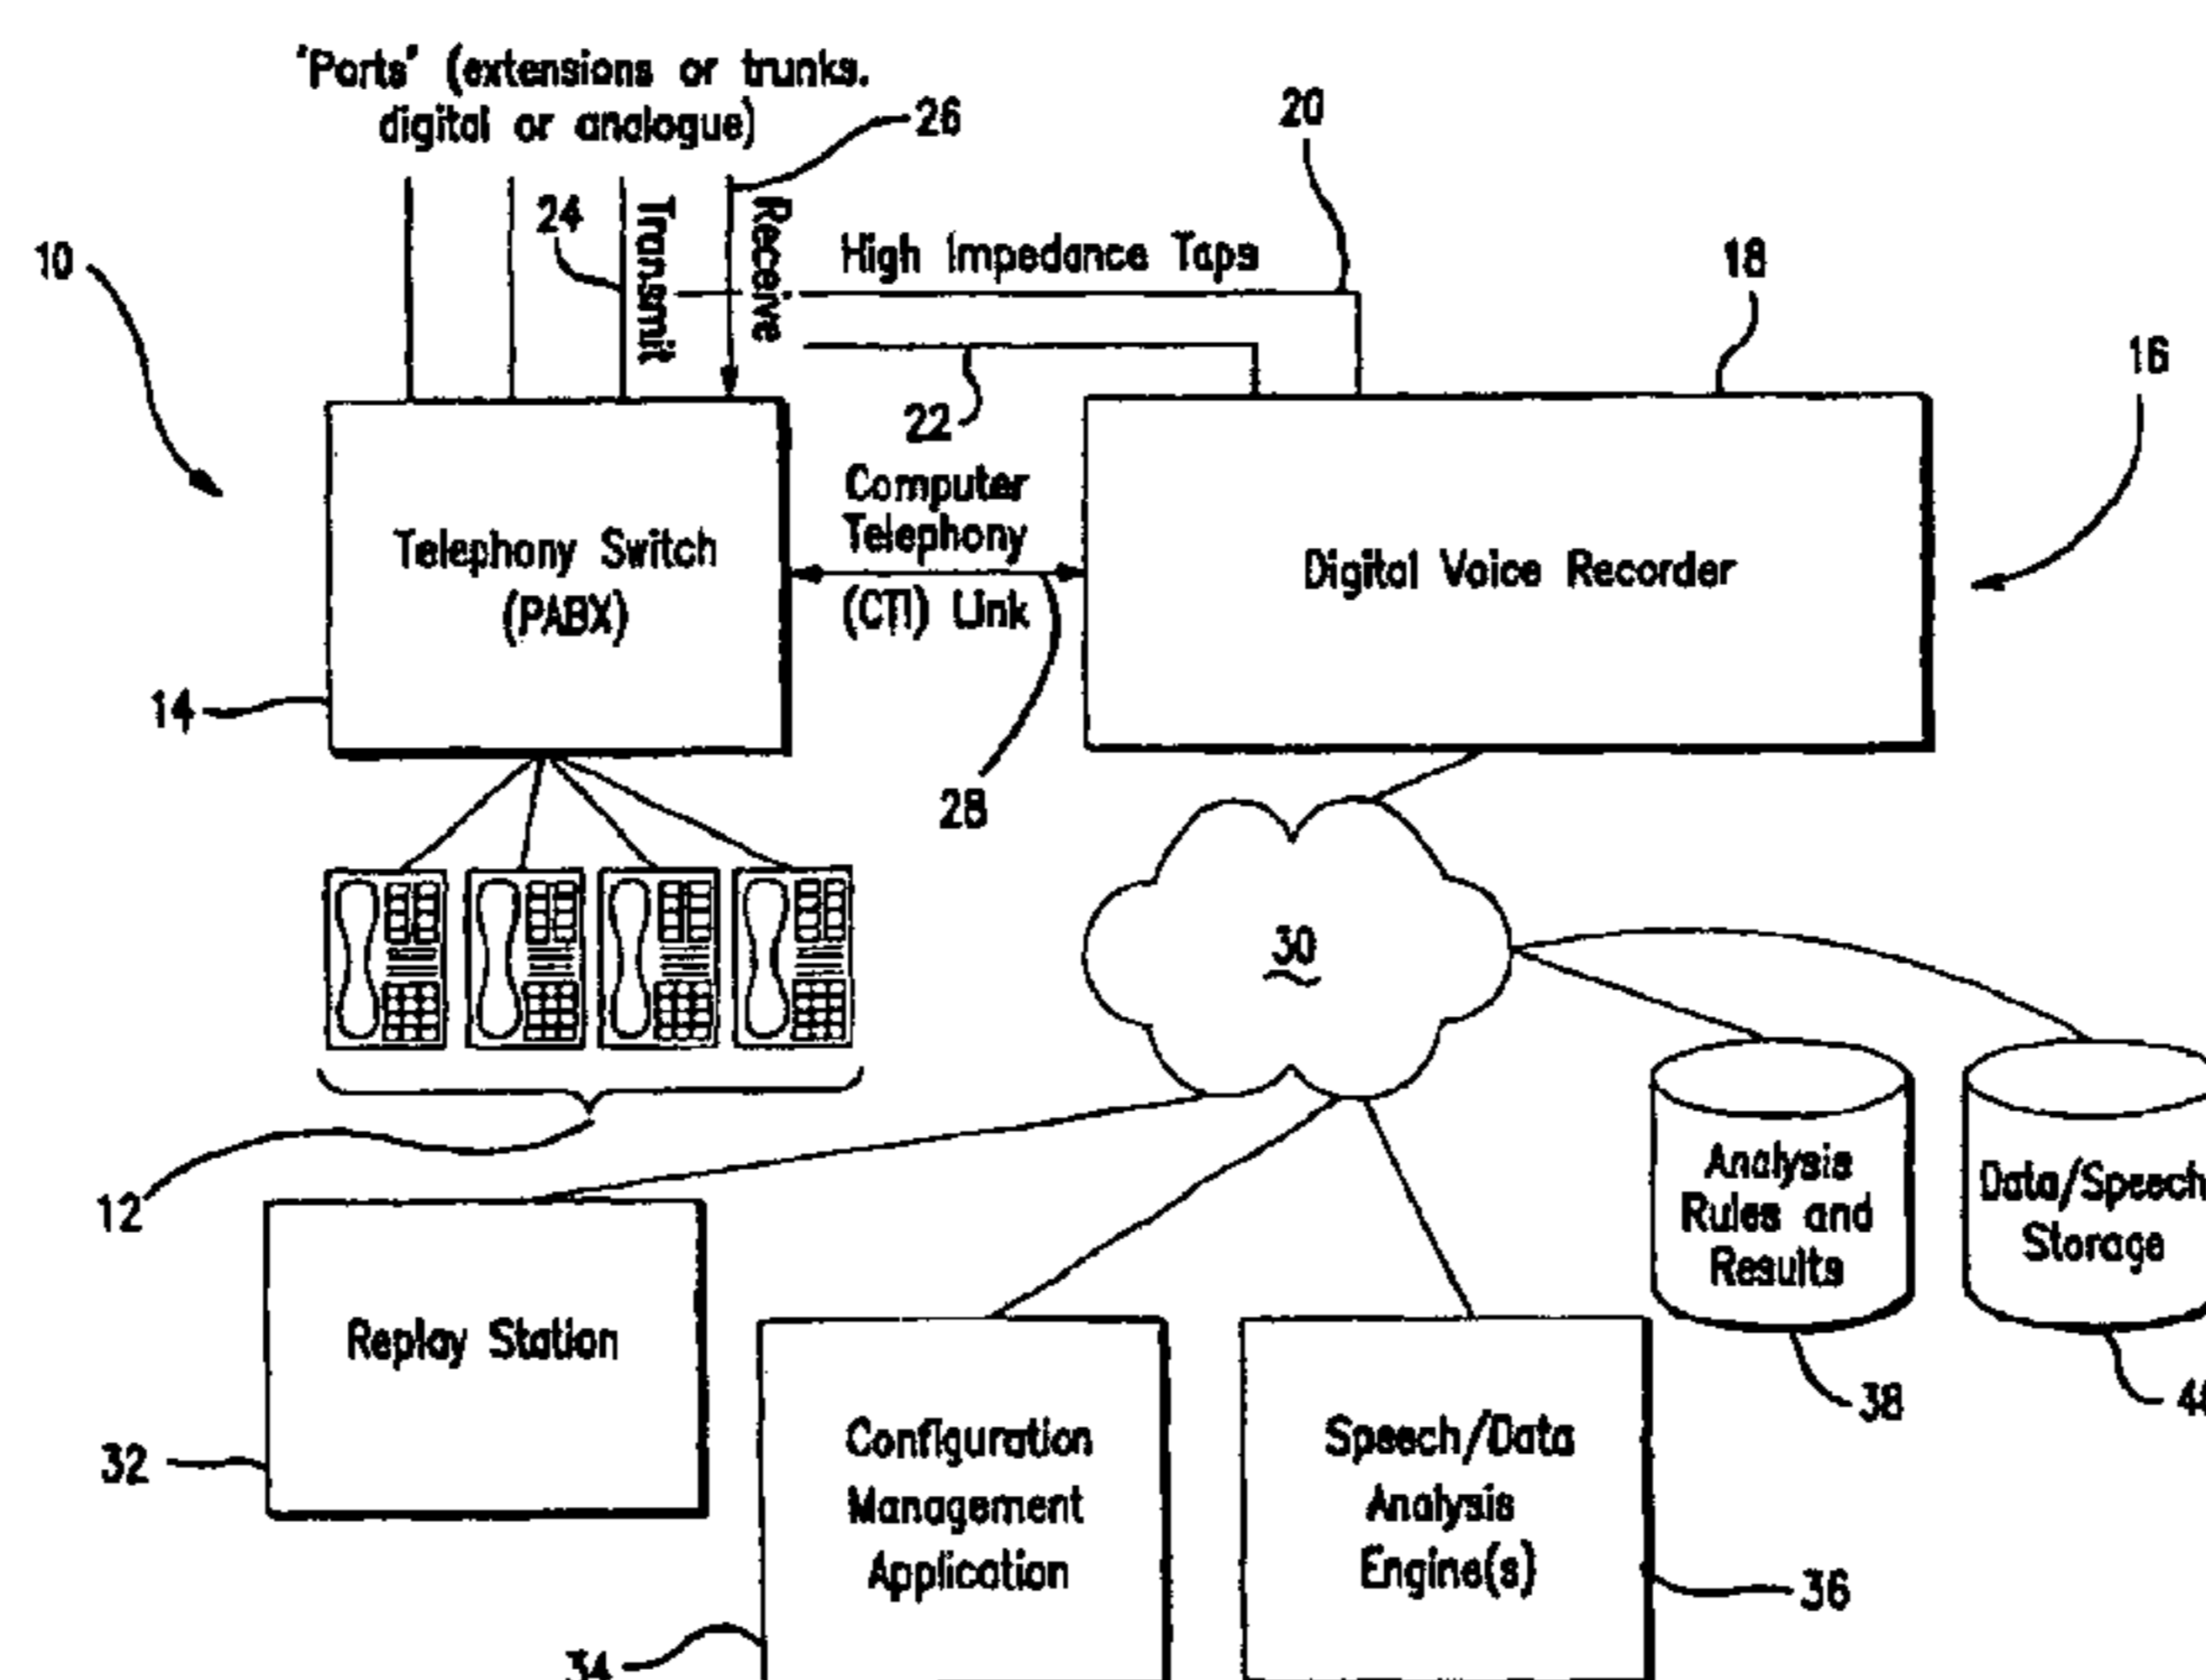 'Ports' (extensions or trunks.
digital or analogue)
26
20
24
Transmit
Receive
High Impedance Taps
18
10
16
22
Computer
Telephony
(CTI) Link
Telephony Switch
(PABX)
Digital Voice Recorder
14
28
30
12
Analysis
Rules and
Results
Data/Speech
Storage
Replay Station
38
32
Configuration
Management
Application
Speech/Data
Analysis
Engine(s)
36
34